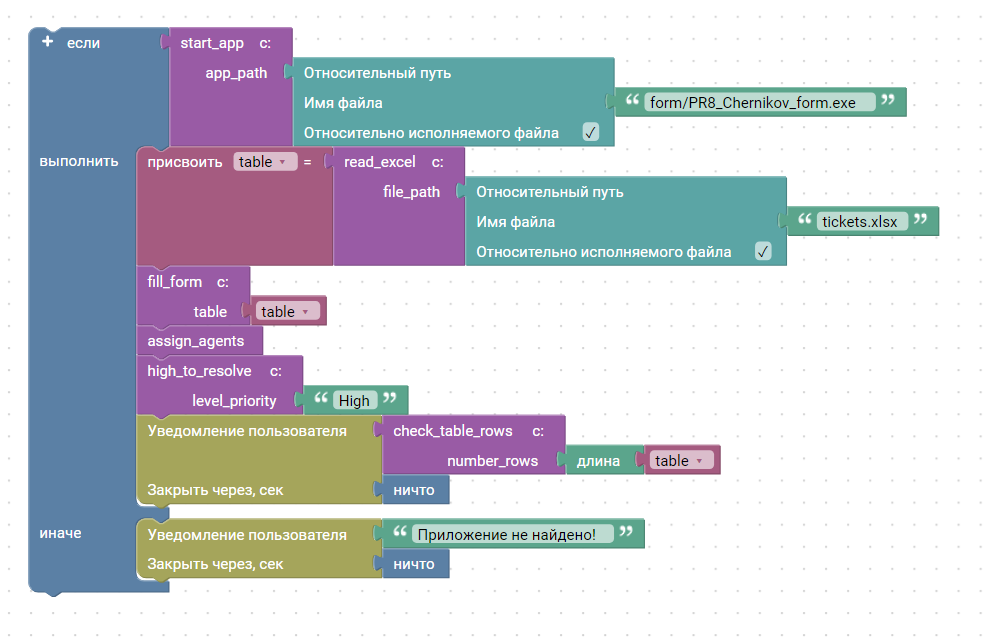 + если start_app с:
app_path Относительный путь
Имя файла “ form/PR8_Chernikov_form.exe ”
Относительно исполняемого файла ✓
выполнить присвоить table = read_excel с:
file_path Относительный путь
Имя файла “ tickets.xlsx ”
Относительно исполняемого файла ✓
fill_form с:
table table
assign_agents
high_to_resolve с:
level_priority “ High ”
Уведомление пользователя check_table_rows с:
number_rows длина table
Закрыть через, сек ничто
иначе Уведомление пользователя “ Приложение не найдено! ”
Закрыть через, сек ничто